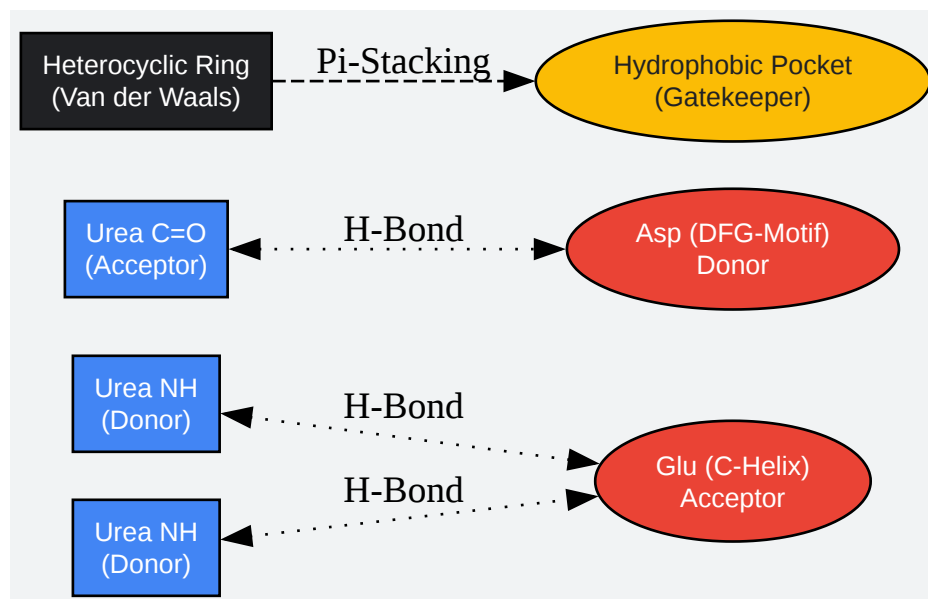 Heterocyclic Ring
(Van der Waals)
Pi-Stacking
Hydrophobic Pocket
(Gatekeeper)
Urea C=O
(Acceptor)
H-Bond
Asp (DFG-Motif)
Donor
Urea NH
(Donor)
H-Bond
Glu (C-Helix)
Acceptor
H-Bond
Urea NH
(Donor)